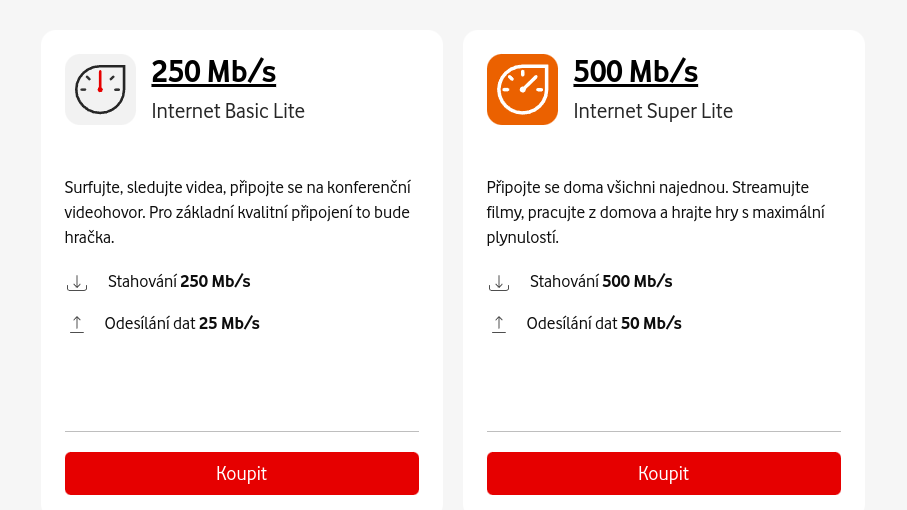 250 Mb/s
Internet Basic Lite
Surfujte, sledujte videa, připojte se na konferenční
videohovor. Pro základní kvalitní připojení to bude
hračka.
Stahování 250 Mb/s
Odesílání dat 25 Mb/s
Koupit
500 Mb/s
Internet Super Lite
Připojte se doma všichni najednou. Streamujte
filmy, pracujte z domova a hrajte hry s maximální
plynulostí.
Stahování 500 Mb/s
Odesílání dat 50 Mb/s
Koupit